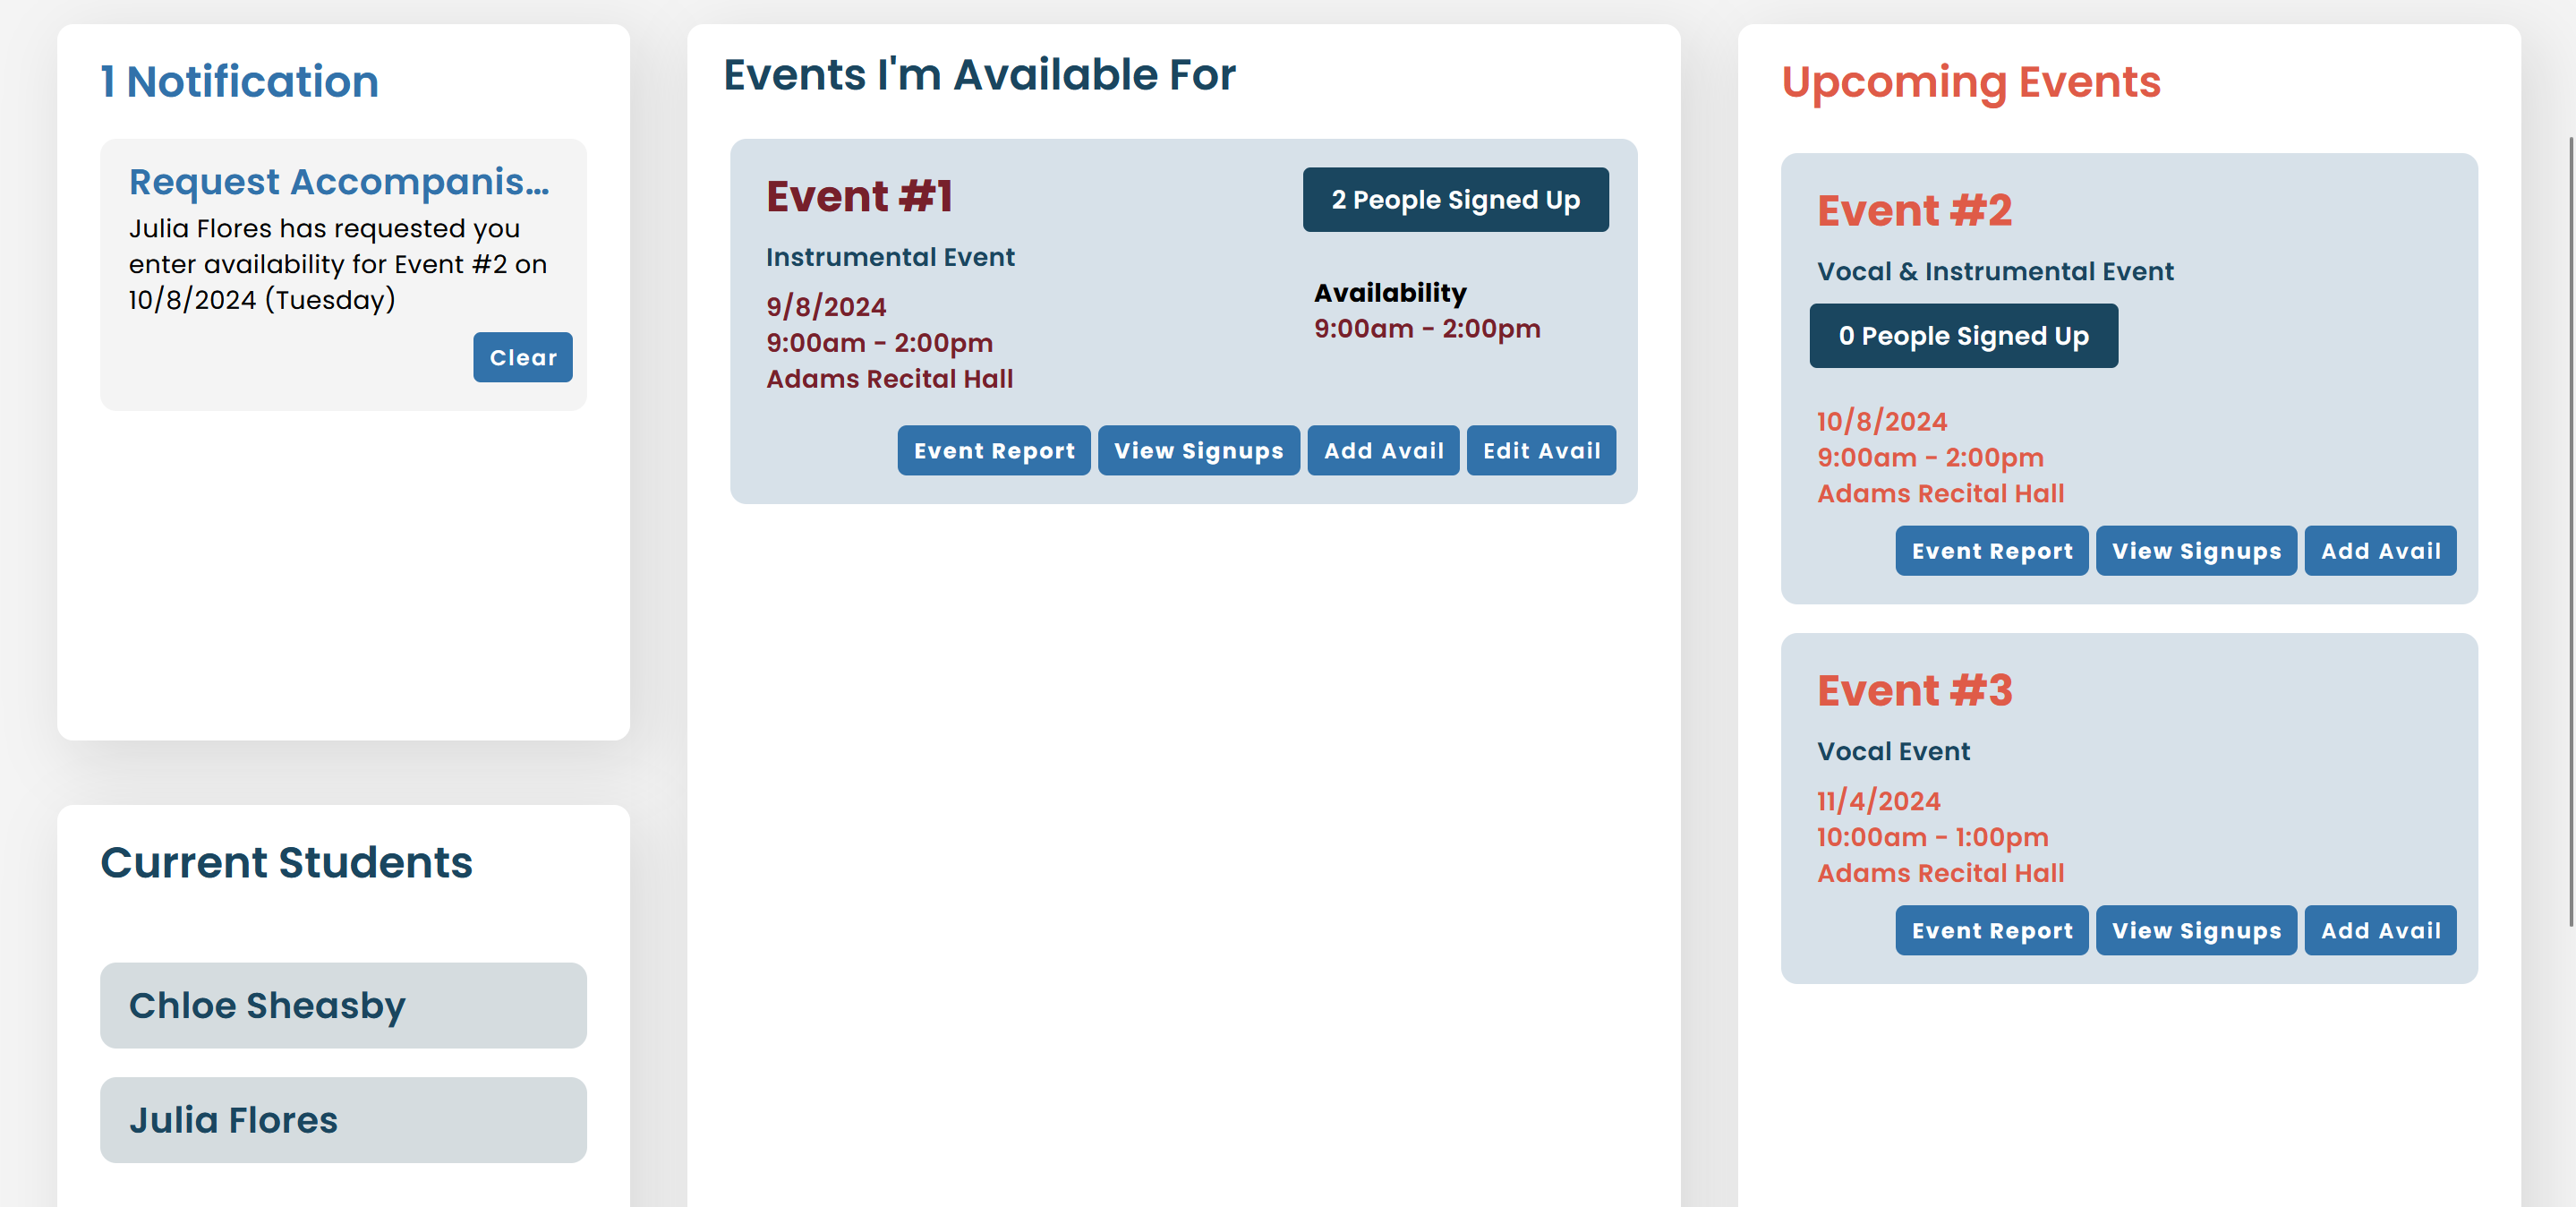 1 Notification
Request Accompanis...
Julia Flores has requested you
enter availability for Event #2 on
10/8/2024 (Tuesday)
Clear
Current Students
Chloe Sheasby
Julia Flores
Events I'm Available For
Event #1
2 People Signed Up
Instrumental Event
9/8/2024
9:00am - 2:00pm
Adams Recital Hall
Availability
9:00am - 2:00pm
Event Report
View Signups
Add Avail
Edit Avail
Upcoming Events
Event #2
Vocal & Instrumental Event
0 People Signed Up
10/8/2024
9:00am - 2:00pm
Adams Recital Hall
Event Report
View Signups
Add Avail
Event #3
Vocal Event
11/4/2024
10:00am - 1:00pm
Adams Recital Hall
Event Report
View Signups
Add Avail